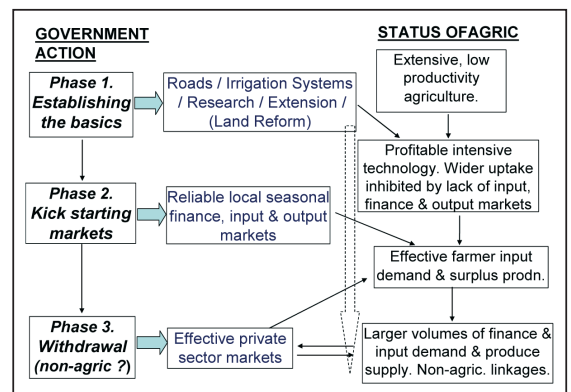 GOVERNMENT
ACTION
STATUS OFAGRIC
Phase 1.
Establishing
the basics
Roads / Irrigation Systems
/ Research / Extension /
(Land Reform)
Extensive, low
productivity
agriculture.
Profitable intensive
technology. Wider uptake
inhibited by lack of input,
finance & output markets
Phase 2.
Kick starting
markets
Reliable local seasonal
finance, input & output
markets
Effective farmer input
demand & surplus prodn.
Phase 3.
Withdrawal
(non-agric ?)
Effective private
sector markets
Larger volumes of finance &
input demand & produce
supply. Non-agric. linkages.